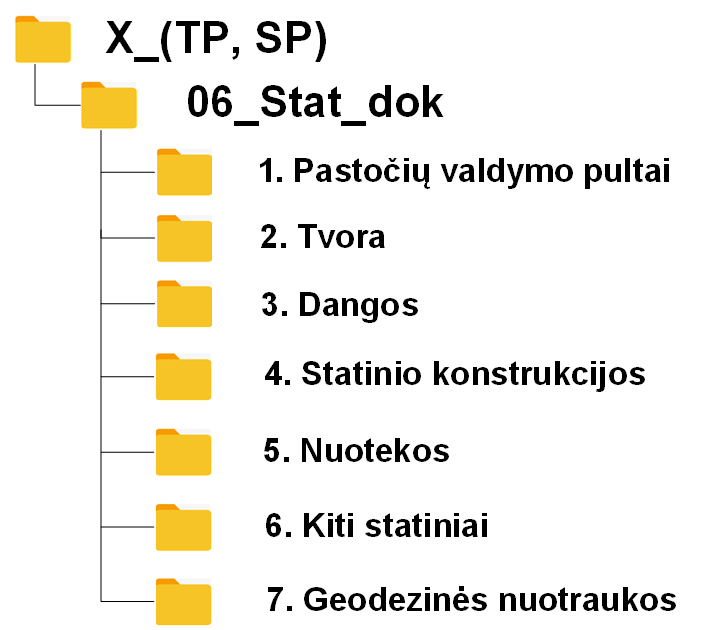 X_(TP, SP)
06_Stat_dok
1. Pastočių valdymo pultai
2. Tvora
3. Dangos
4. Statinio konstrukcijos
5. Nuotekos
6. Kiti statiniai
7. Geodezinės nuotraukos